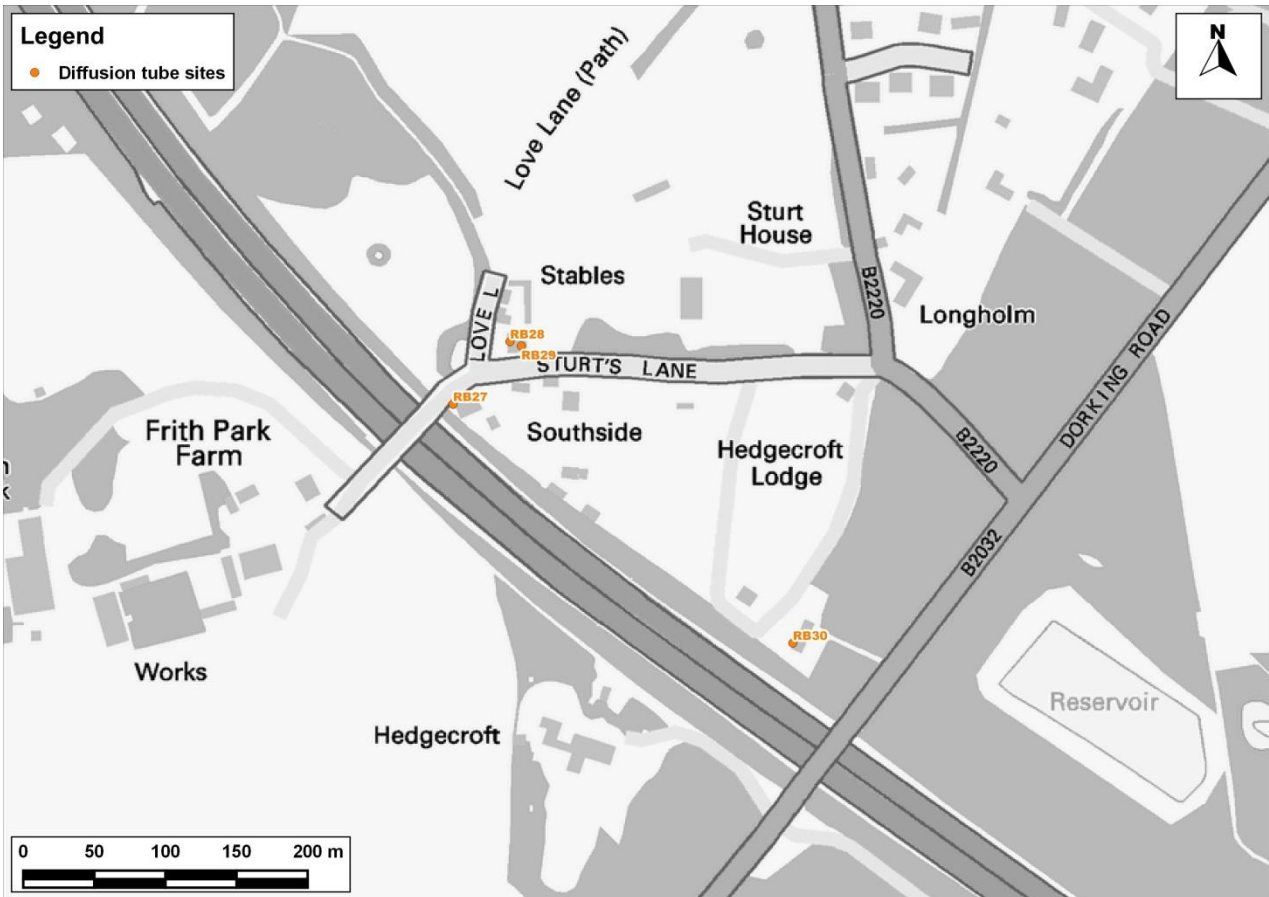 Legend
Diffusion tube sites
N
Love Lane (Path)
Sturt
House
Stables
B2220
Longholm
LOVE L
RB28
RB29
STURT'S LANE
DORKING ROAD
RB27
Frith Park
Farm
Southside
Hedgecroft
Lodge
B2220
B2032
RB30
Works
Reservoir
Hedgecroft
0 50 100 150 200 m